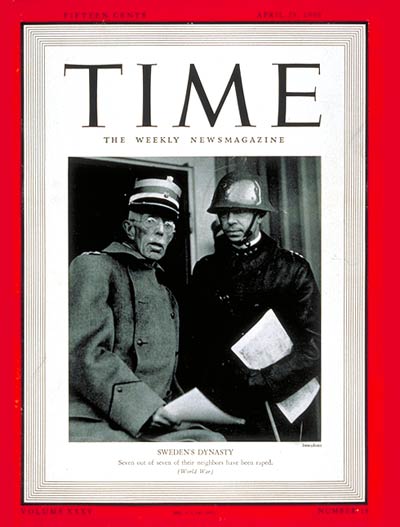 FIFTEEN CENTS APRIL
TIME
THE WEEKLY NEWSMAGAZINE
SWEDEN'S DYNASTY
Seven out of seven of their neighbors have been raped.
(World War)
VOLUME XXXV NUMBER